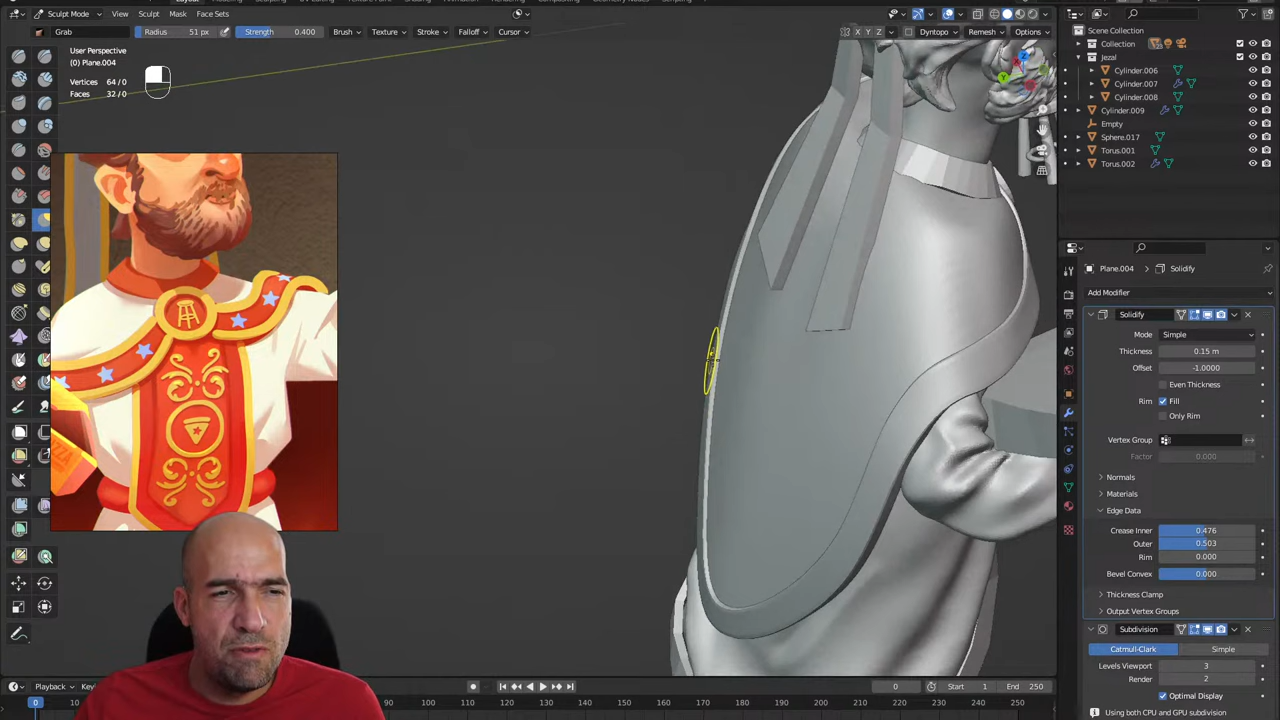 Sculpt Mode View Sculpt Mask Face Sets
Grab Radius 51 px Strength 0.400 Brush Texture Stroke Falloff Cursor X Y Z Dyntopo Remesh Options
User Perspective
(0) Plane.004
Vertices 64 / 0
Faces 32 / 0
Scene Collection
Collection
Jezal
Cylinder.006
Cylinder.007
Cylinder.008
Cylinder.009
Empty
Sphere.017
Torus.001
Torus.002
Plane.004 Solidify
Add Modifier
Solidify
Mode Simple
Thickness 0.15 m
Offset -1.0000
Even Thickness
Rim Fill
Only Rim
Vertex Group
Factor 0.000
Normals
Materials
Edge Data
Crease Inner 0.476
Outer 0.503
Rim 0.000
Bevel Convex 0.000
Thickness Clamp
Output Vertex Groups
Subdivision
Catmull-Clark Simple
Levels Viewport 3
Render 2
Optimal Display
Using both CPU and GPU subdivision
Playback 0 Start 1 End 250
0 10 80 90 100 110 120 130 140 150 160 170 180 190 200 210 220 230 240 250